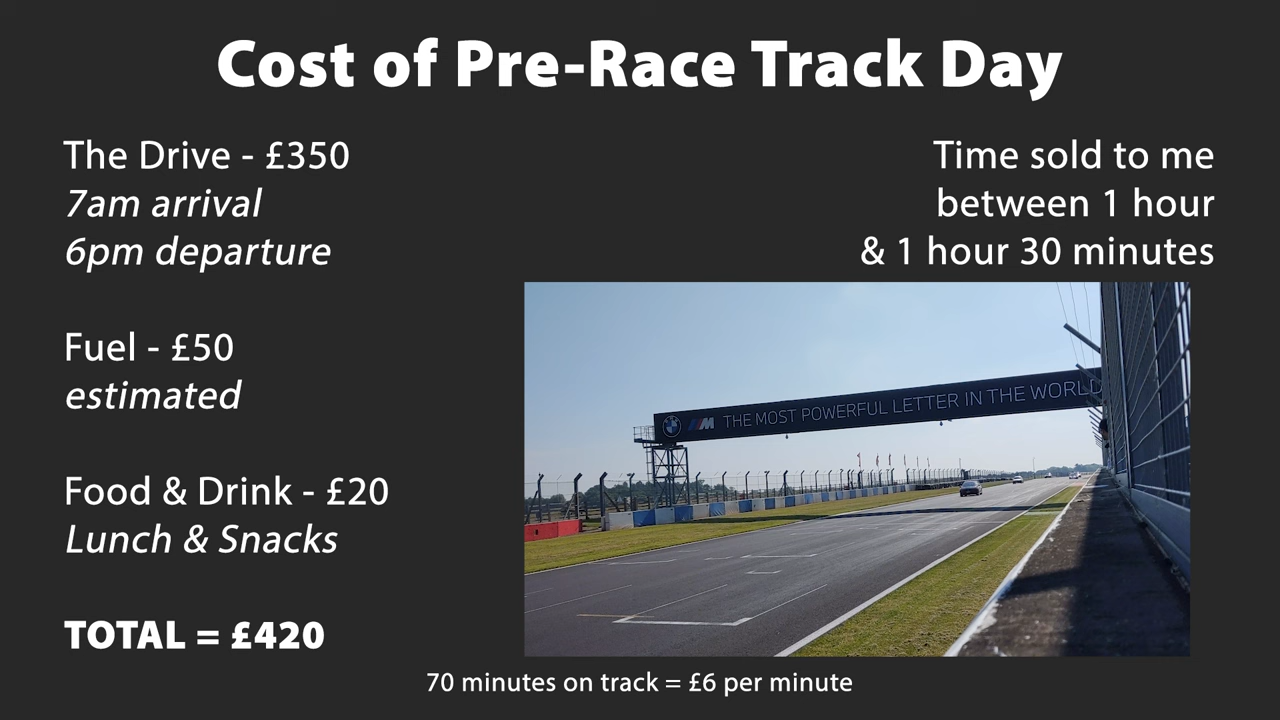 Cost of Pre-Race Track Day
The Drive - £350
7am arrival
6pm departure
Fuel - £50
estimated
Food & Drink - £20
Lunch & Snacks
TOTAL = £420
Time sold to me
between 1 hour
& 1 hour 30 minutes
M THE MOST POWERFUL LETTER IN THE WORLD
70 minutes on track = £6 per minute